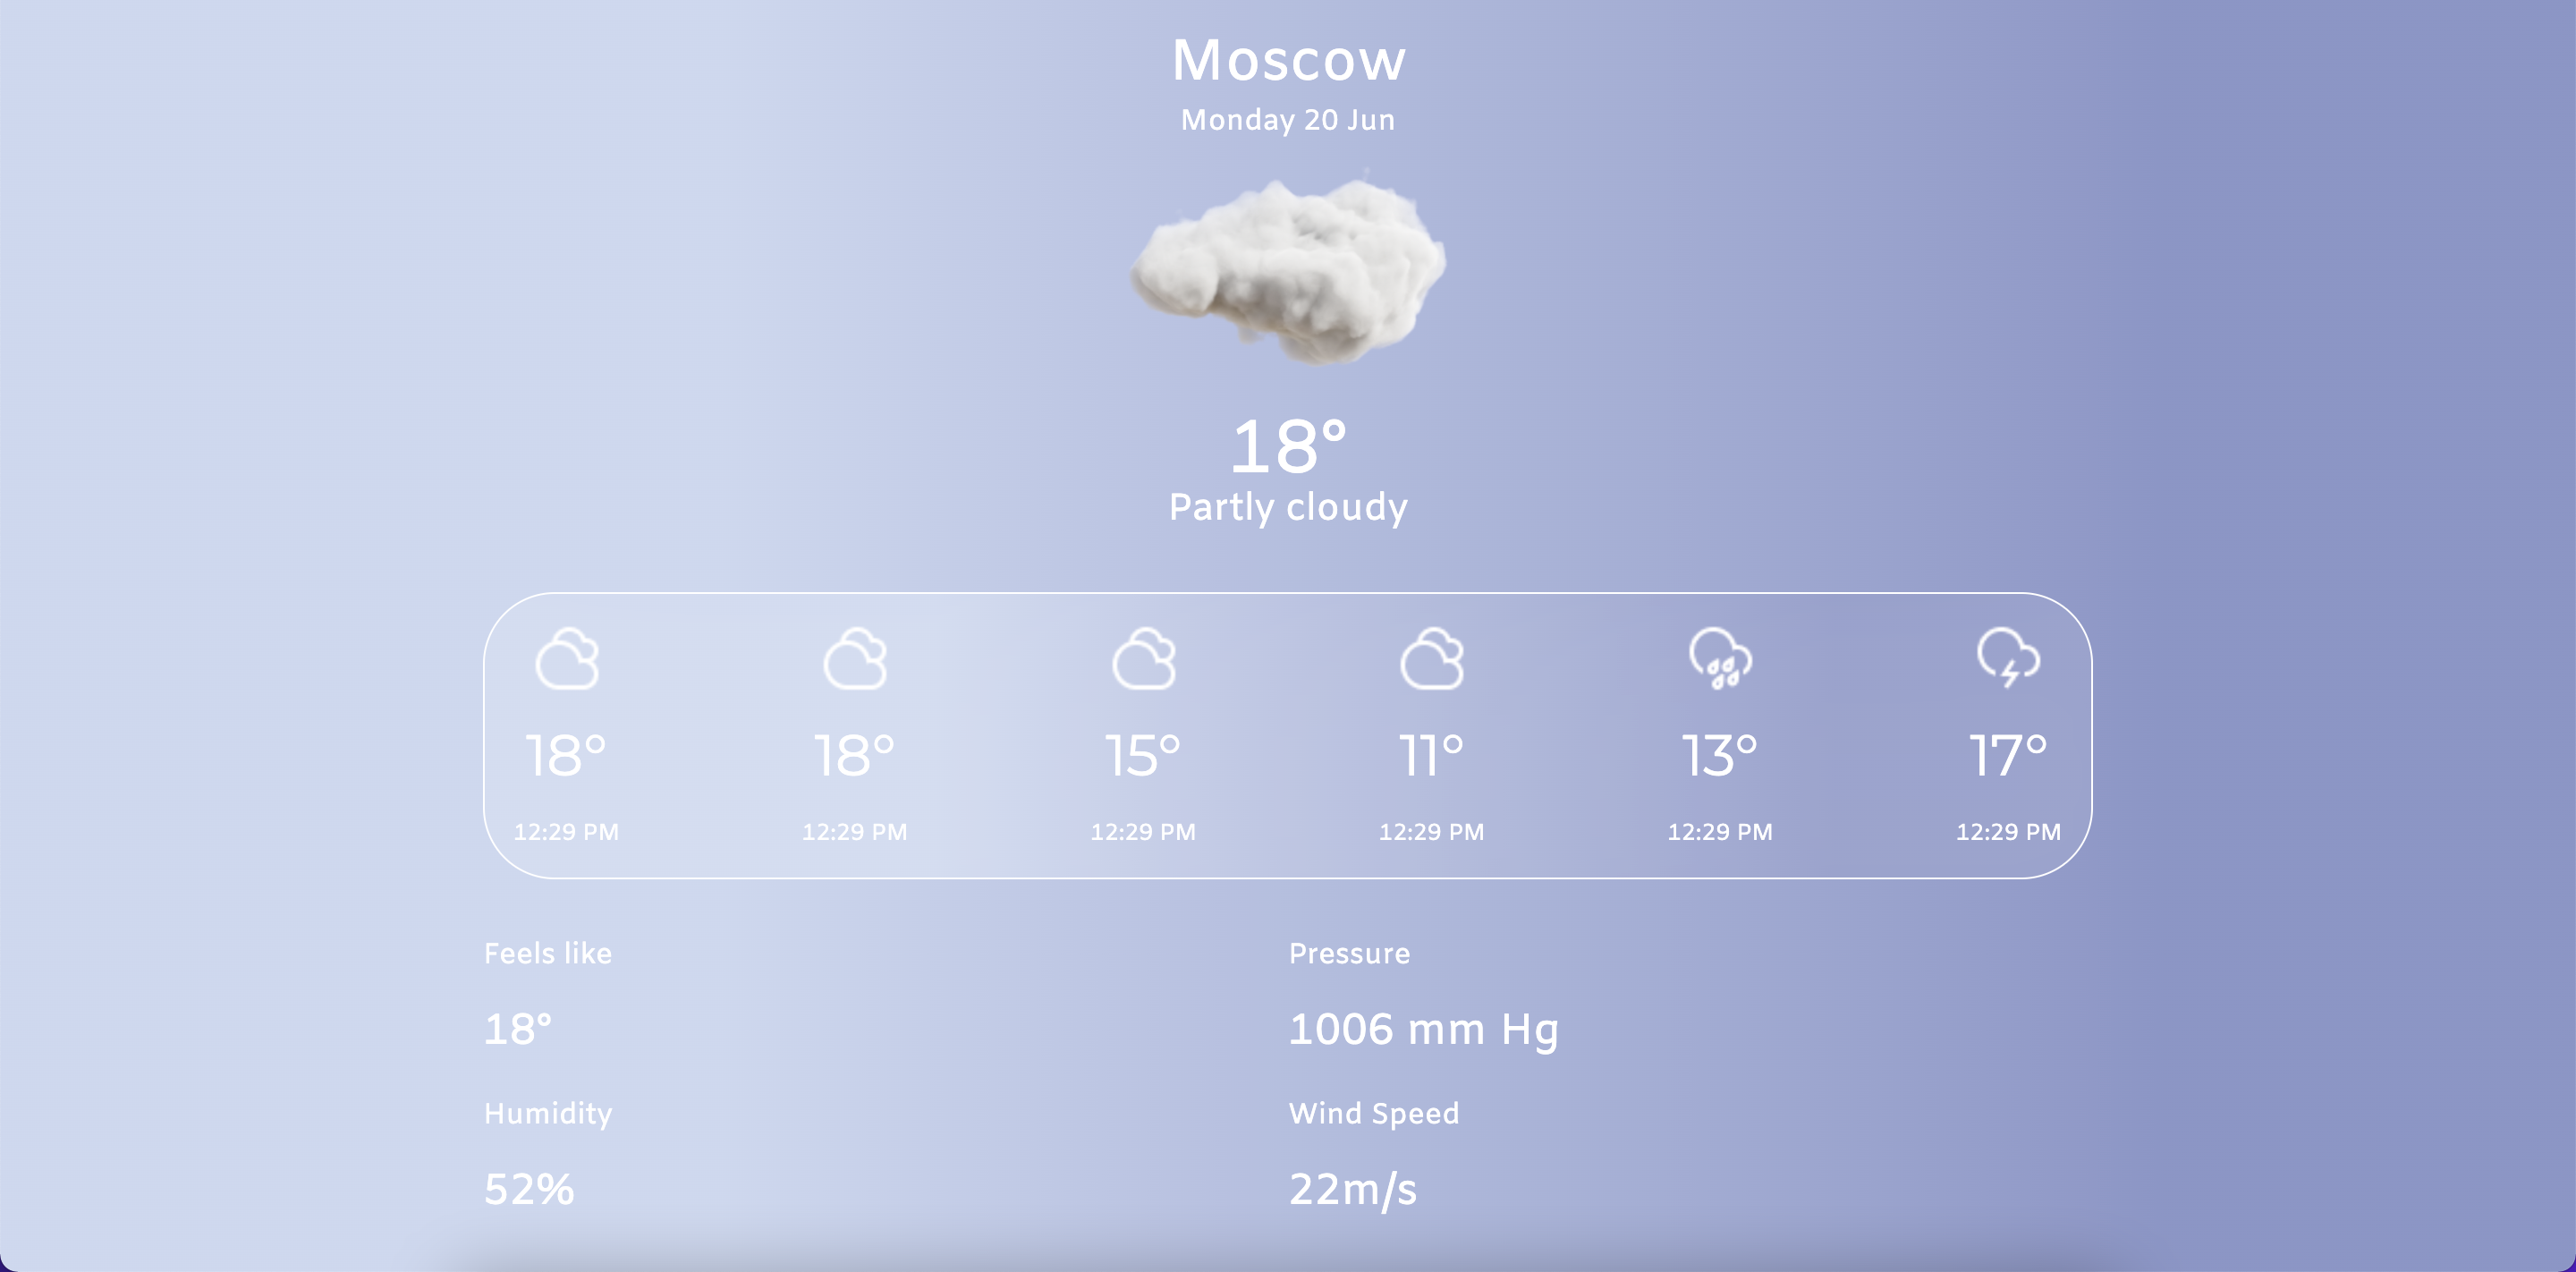 Moscow
Monday 20 Jun
18°
Partly cloudy
18° 18° 15° 11° 13° 17°
12:29 PM 12:29 PM 12:29 PM 12:29 PM 12:29 PM 12:29 PM
Feels like Pressure
18° 1006 mm Hg
Humidity Wind Speed
52% 22m/s